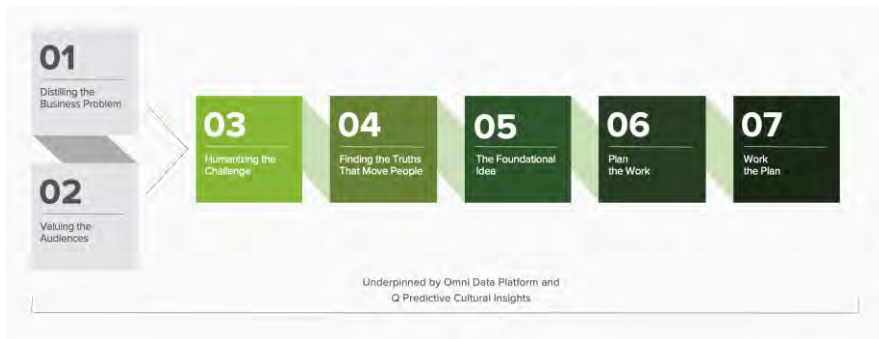 01
Distilling the
Business Problem
02
Valuing the
Audiences
03
Humanizing the
Challenge
04
Finding the Truths
That Move People
05
The Foundational
Idea
06
Plan
the Work
07
Work
the Plan
Underpinned by Omni Data Platform and
Q Predictive Cultural Insights